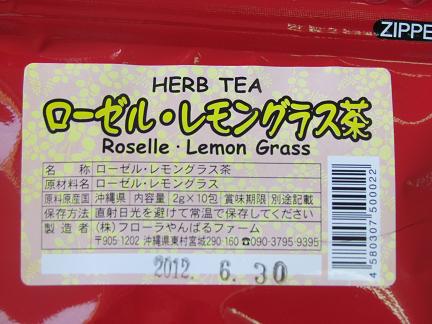 ZIPPE
HERB TEA
ローゼル・レモングラス茶
Roselle・Lemon Grass
名 称 ローゼル・レモングラス茶
原材料名 ローゼル・レモングラス
原料原産国 沖縄県 内容量 2g×10包 賞味期限 別途記載
保存方法 直射日光を避けて常温で保存してください
製造者 (株)フローラやんばるファーム
〒905-1202 沖縄県東村宮城290-160 ☎090-3795-9395
4580307500022
2012. 6.30